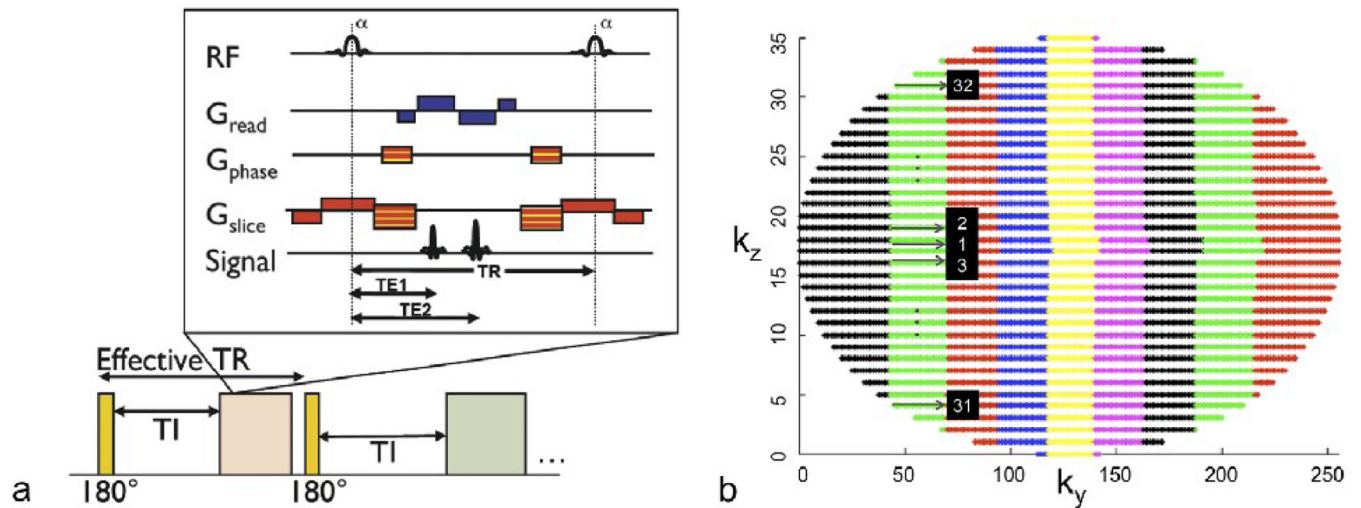 α α
RF
Gread
Gphase
Gslice
Signal
TR
TE1
TE2
Effective TR
TI TI
...
180° 180°
a
35
30
25
20
15
10
5
0
kz
32
2
1
3
31
0 50 100 150 200 250
ky
b